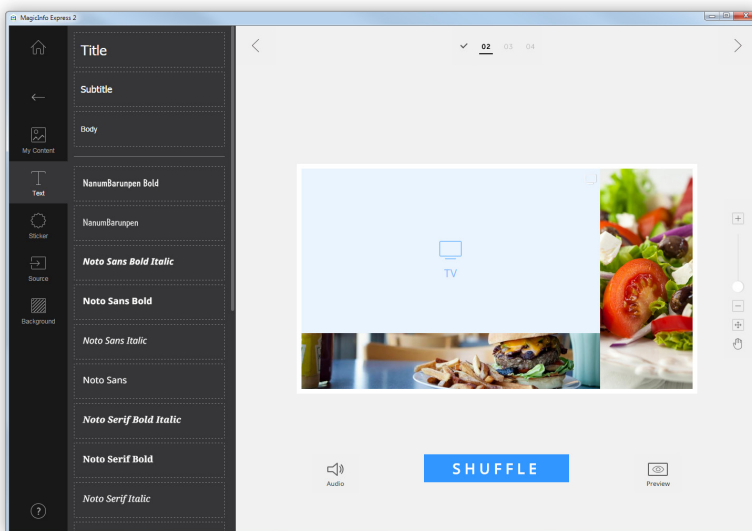 MagicInfo Express 2
Title
Subtitle
Body
NanumBarunpen Bold
NanumBarunpen
Noto Sans Bold Italic
Noto Sans Bold
Noto Sans Italic
Noto Sans
Noto Serif Bold Italic
Noto Serif Bold
Noto Serif Italic
My Content
Text
Sticker
Source
Background
?
02 03 04
TV
Audio
SHUFFLE
Preview